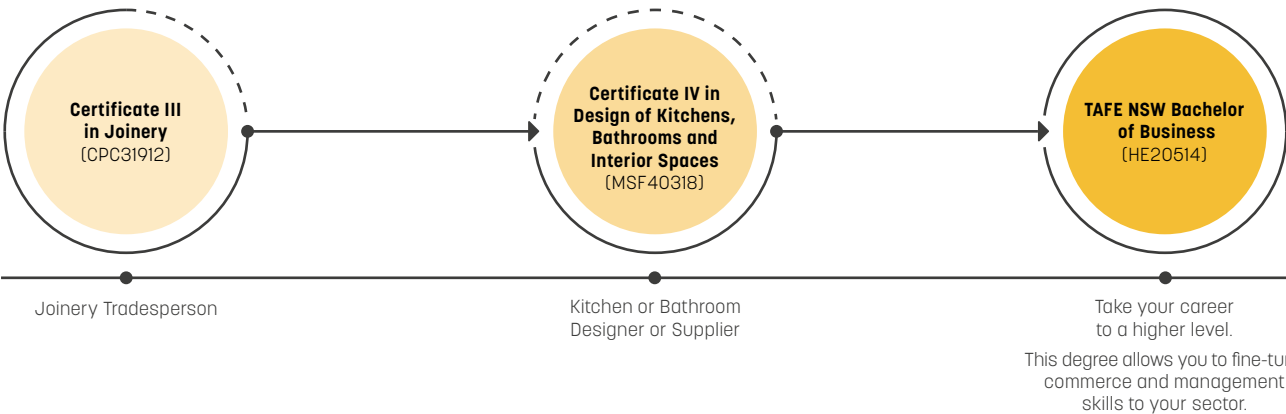 Certificate III
in Joinery
(CPC31912)
Certificate IV in
Design of Kitchens,
Bathrooms and
Interior Spaces
(MSF40318)
TAFE NSW Bachelor
of Business
(HE20514)
Joinery Tradesperson
Kitchen or Bathroom
Designer or Supplier
Take your career
to a higher level.
This degree allows you to
commerce and management
skills to your sector.